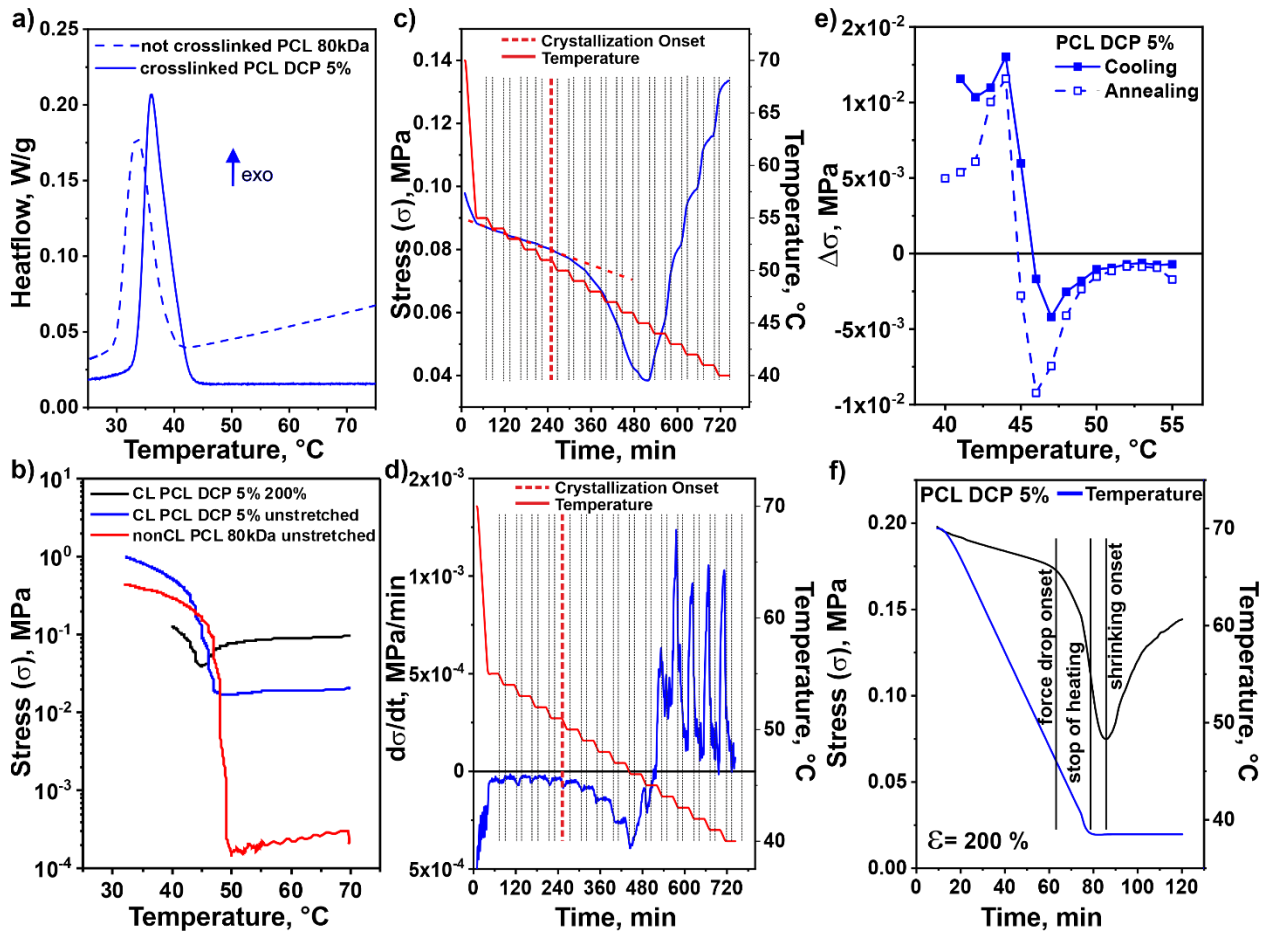 a)
0.25
0.20
0.15
0.10
0.05
0.00
Heatflow, W/g
not crosslinked PCL 80kDa
crosslinked PCL DCP 5%
exo
30 40 50 60 70
Temperature, °C
b)
10¹
10⁰
10⁻¹
10⁻²
10⁻³
10⁻⁴
Stress (σ), MPa
CL PCL DCP 5% 200%
CL PCL DCP 5% unstretched
nonCL PCL 80kDa unstretched
30 40 50 60 70
Temperature, °C
c)
0.14
0.12
0.10
0.08
0.06
0.04
Stress (σ), MPa
Crystallization Onset
Temperature
70
65
60
55
50
45
40
Temperature, °C
0 120 240 360 480 600 720
Time, min
d)
2x10⁻³
1x10⁻³
5x10⁻⁴
0
5x10⁻⁴
dσ/dt, MPa/min
Crystallization Onset
Temperature
70
60
50
40
Temperature, °C
0 120 240 360 480 600 720
Time, min
e)
2x10⁻²
1x10⁻²
5x10⁻³
0
-5x10⁻³
-1x10⁻²
Δσ, MPa
PCL DCP 5%
Cooling
Annealing
40 45 50 55
Temperature, °C
f)
0.20
0.15
0.10
0.05
0.00
Stress (σ), MPa
PCL DCP 5%
Temperature
force drop onset
stop of heating
shrinking onset
Ɛ= 200 %
70
60
50
40
Temperature, °C
0 20 40 60 80 100 120
Time, min